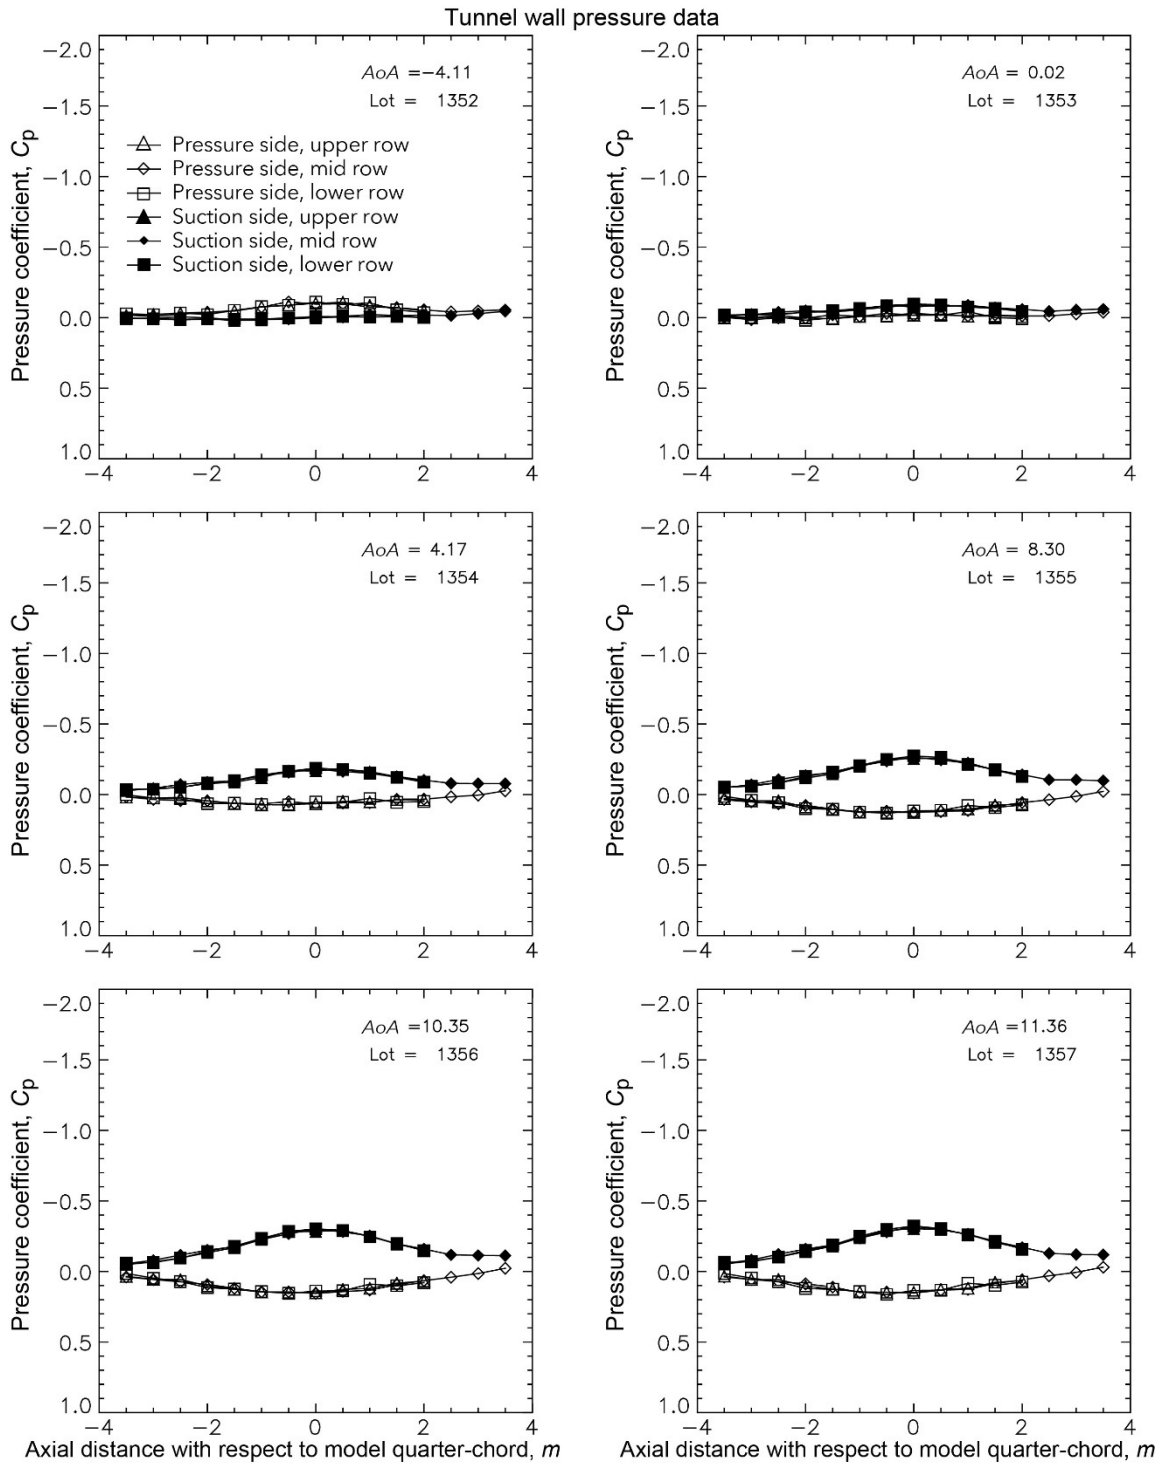 Tunnel wall pressure data
Pressure coefficient, Cp
−2.0
−1.5
−1.0
−0.5
0.0
0.5
1.0
−4
−2
0
2
4
AoA =−4.11
Lot = 1352
Pressure side, upper row
Pressure side, mid row
Pressure side, lower row
Suction side, upper row
Suction side, mid row
Suction side, lower row
Pressure coefficient, Cp
−2.0
−1.5
−1.0
−0.5
0.0
0.5
1.0
−4
−2
0
2
4
AoA = 0.02
Lot = 1353
Pressure coefficient, Cp
−2.0
−1.5
−1.0
−0.5
0.0
0.5
1.0
−4
−2
0
2
4
AoA = 4.17
Lot = 1354
Pressure coefficient, Cp
−2.0
−1.5
−1.0
−0.5
0.0
0.5
1.0
−4
−2
0
2
4
AoA = 8.30
Lot = 1355
Pressure coefficient, Cp
−2.0
−1.5
−1.0
−0.5
0.0
0.5
1.0
−4
−2
0
2
4
AoA =10.35
Lot = 1356
Axial distance with respect to model quarter-chord, m
Pressure coefficient, Cp
−2.0
−1.5
−1.0
−0.5
0.0
0.5
1.0
−4
−2
0
2
4
AoA =11.36
Lot = 1357
Axial distance with respect to model quarter-chord, m